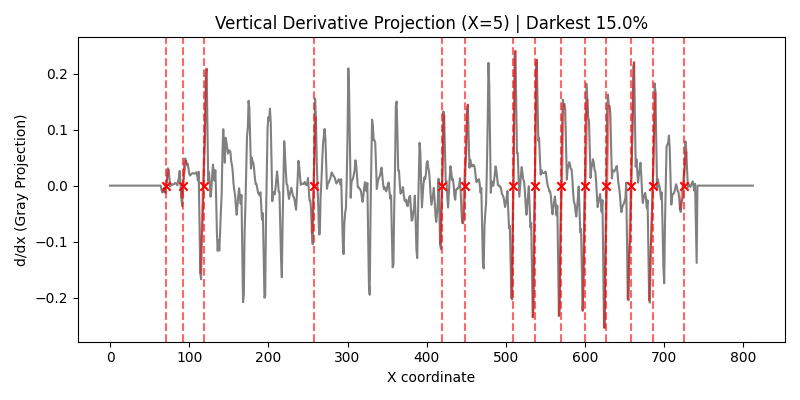 Vertical Derivative Projection (X=5) | Darkest 15.0%
d/dx (Gray Projection)
0.2
0.1
0.0
−0.1
−0.2
0 100 200 300 400 500 600 700 800
X coordinate